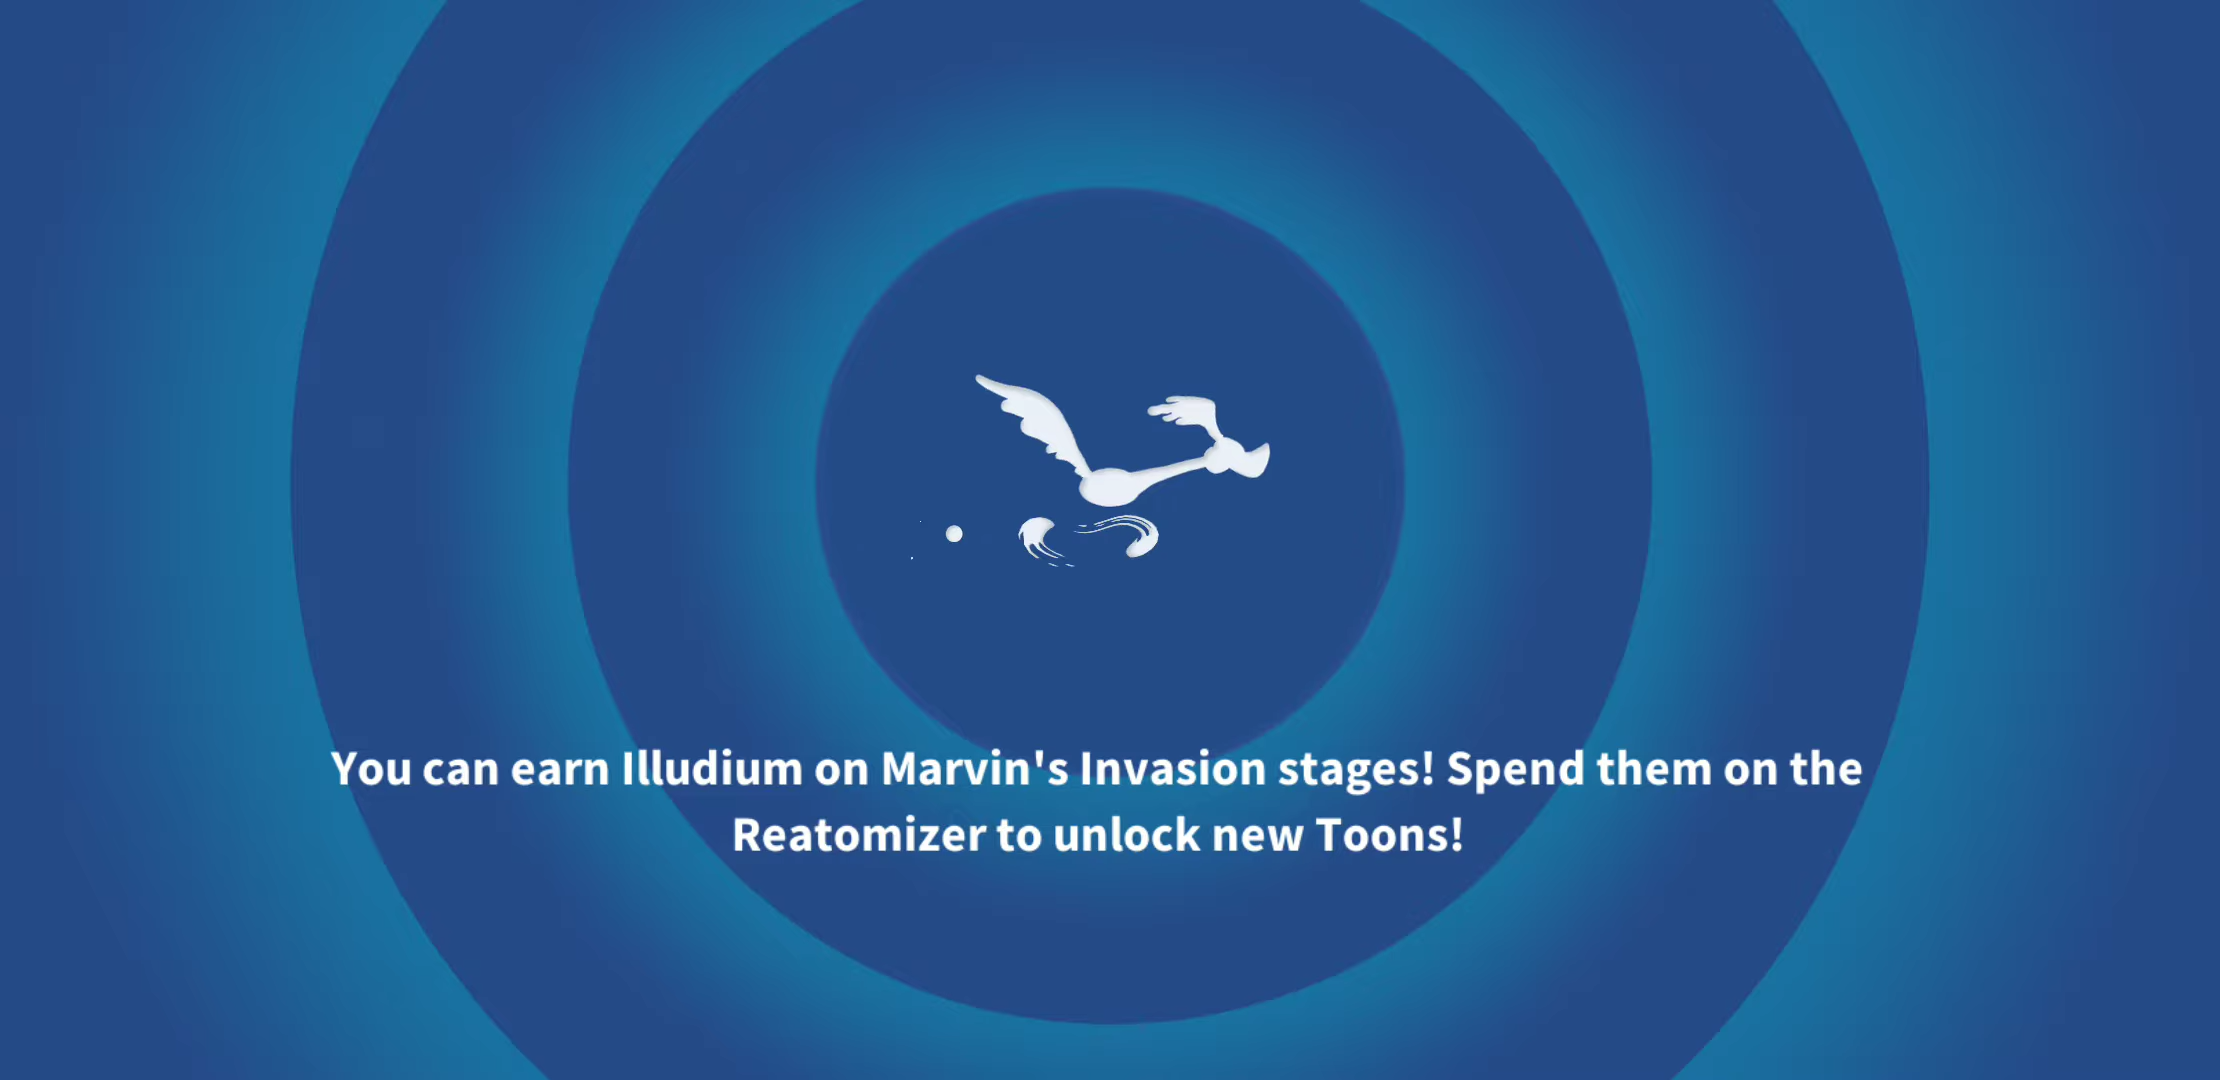 You can earn Illudium on Marvin's Invasion stages! Spend them on the
Reatomizer to unlock new Toons!